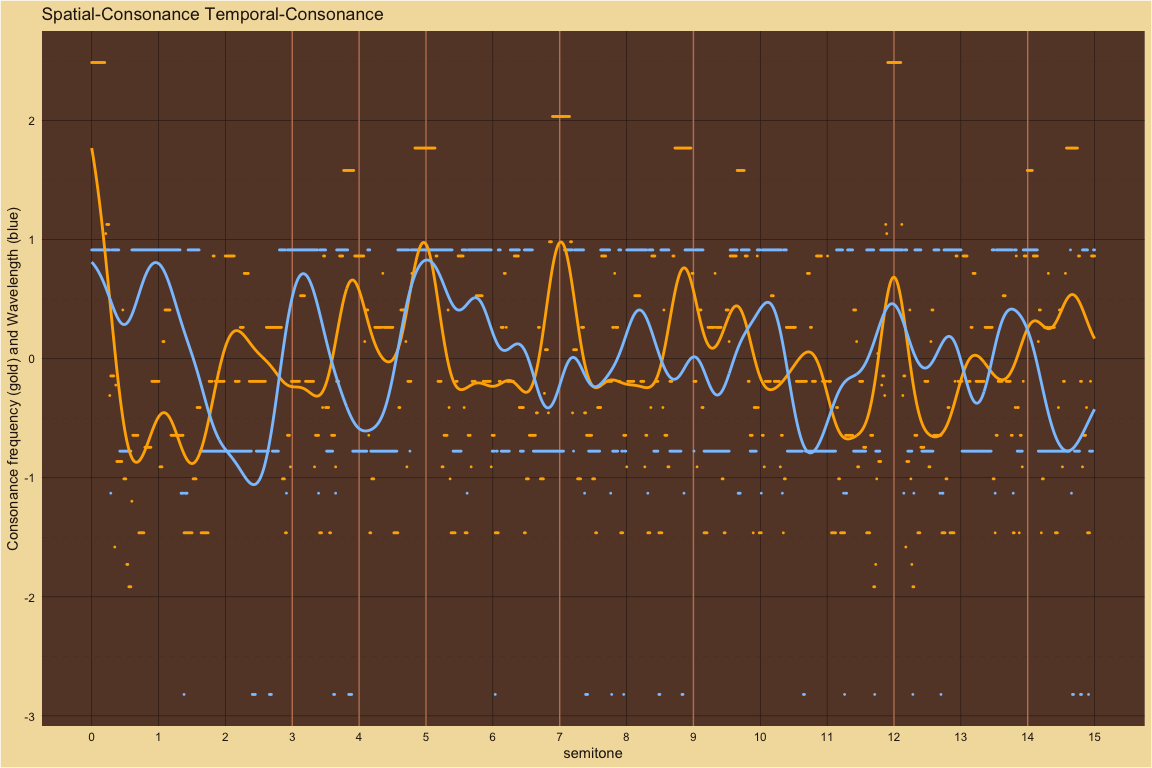 Spatial-Consonance Temporal-Consonance
Consonance frequency (gold) and Wavelength (blue)
2
1
0
-1
-2
-3
0 1 2 3 4 5 6 7 8 9 10 11 12 13 14 15
semitone